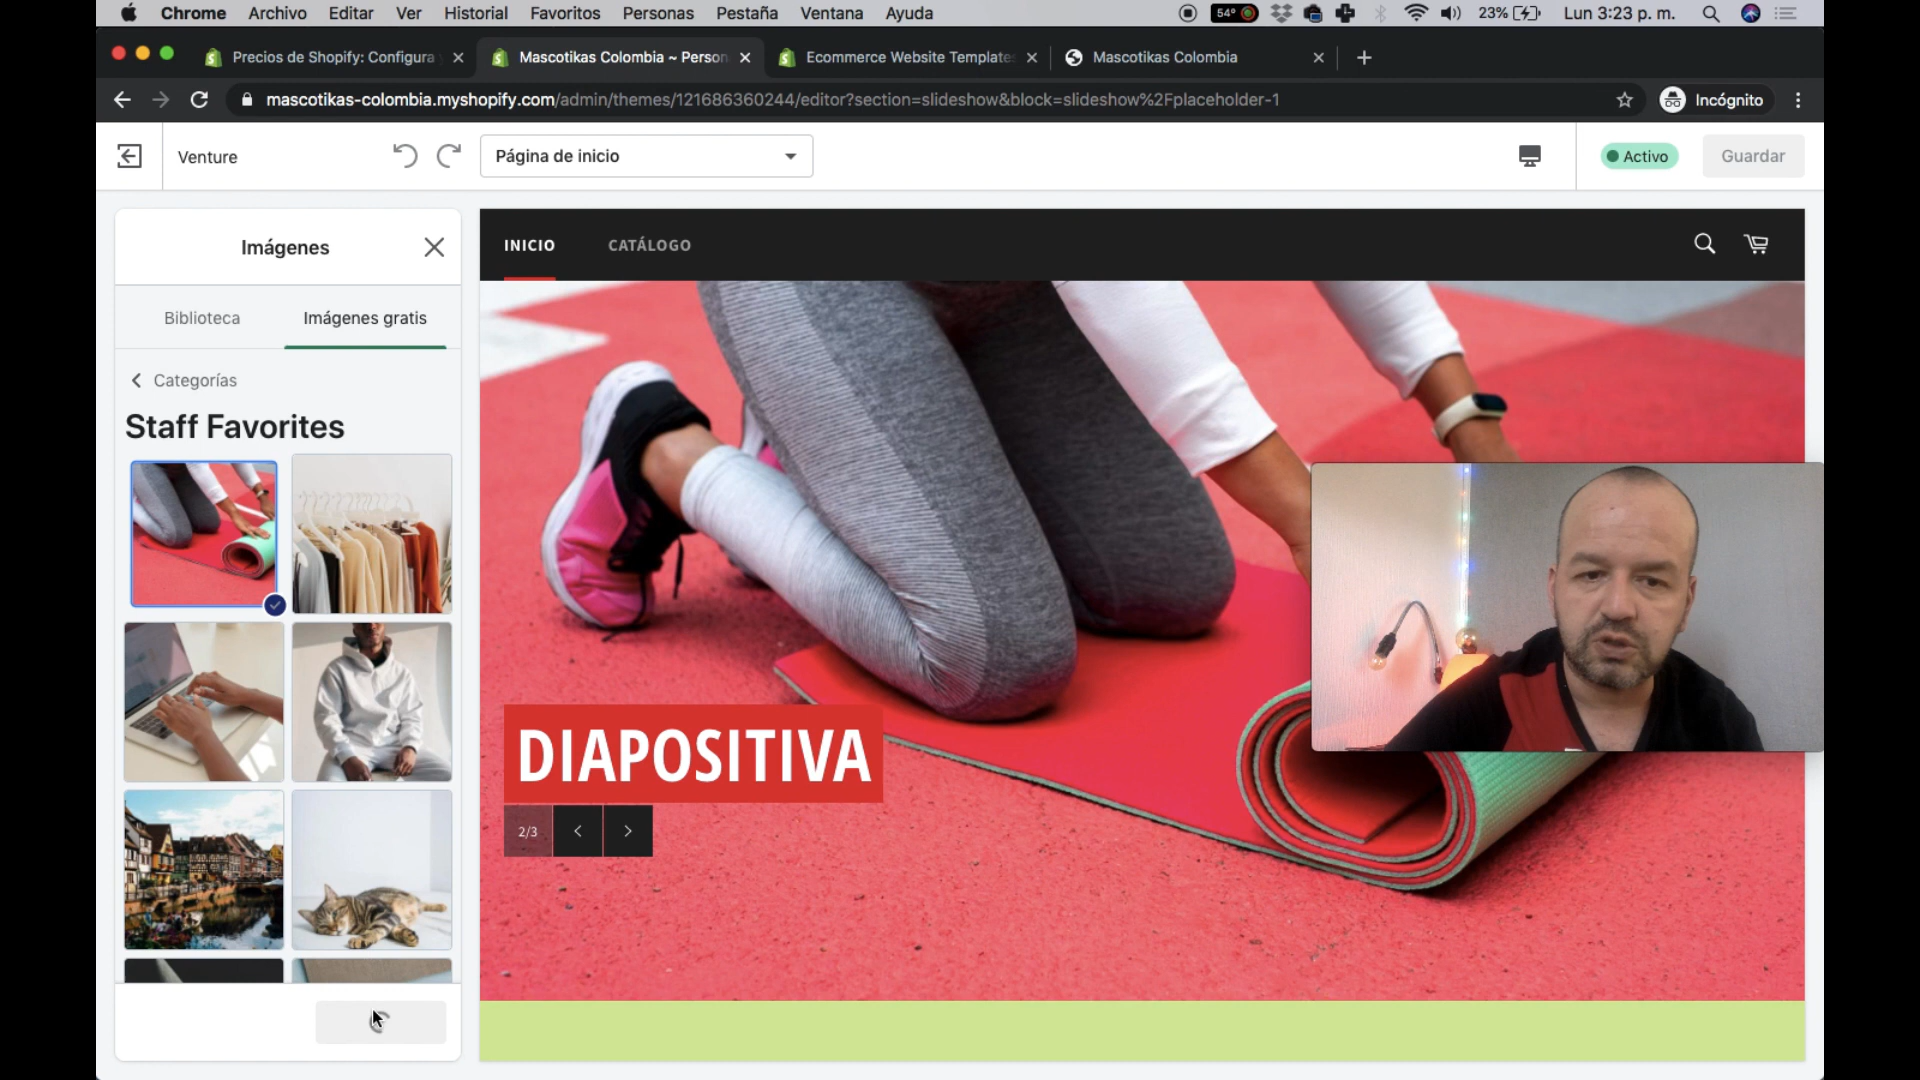 Chrome Archivo Editar Ver Historial Favoritos Personas Pestaña Ventana Ayuda 54° 23% Lun 3:23 p. m.
Precios de Shopify: Configura
Mascotikas Colombia ~ Person
Ecommerce Website Templates
Mascotikas Colombia
mascotikas-colombia.myshopify.com/admin/themes/121686360244/editor?section=slideshow&block=slideshow%2Fplaceholder-1
Incógnito
Venture
Página de inicio
Activo
Guardar
Imágenes
Biblioteca
Imágenes gratis
Categorías
Staff Favorites
INICIO
CATÁLOGO
DIAPOSITIVA
2/3